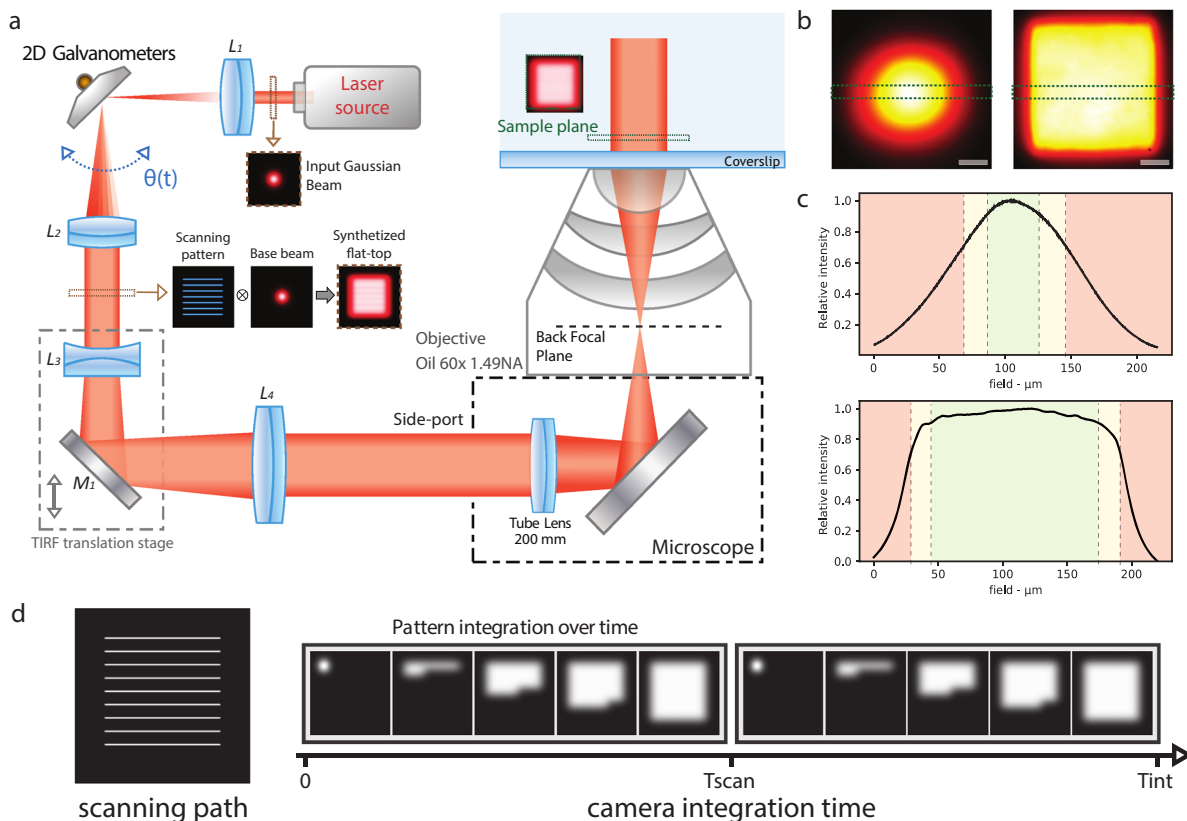 a
2D Galvanometers
L1
Laser
source
Input Gaussian
Beam
θ(t)
L2
Scanning
pattern
Base beam
Synthetized
flat-top
⊗
L3
M1
TIRF translation stage
L4
Side-port
Tube Lens
200 mm
Microscope
Objective
Oil 60x 1.49NA
Back Focal
Plane
Sample plane
Coverslip
b
c
Relative intensity
1.0
0.8
0.6
0.4
0.2
0
50
100
150
200
field - μm
Relative intensity
1.0
0.8
0.6
0.4
0.2
0.0
0
50
100
150
200
field - μm
d
scanning path
Pattern integration over time
0
Tscan
Tint
camera integration time